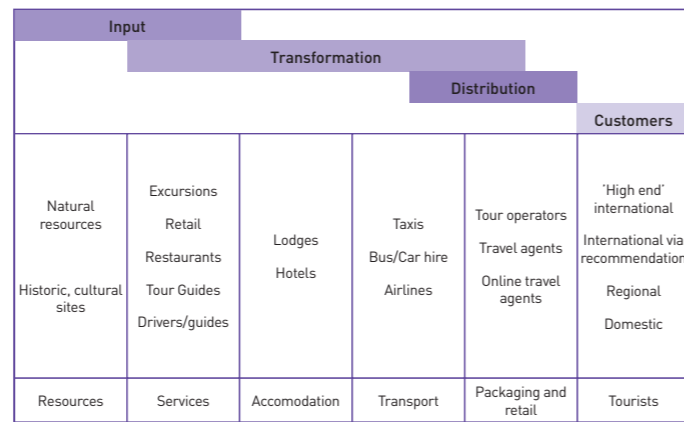 Input
Transformation
Distribution
Customers
Natural
resources
Historic, cultural
sites
Excursions
Retail
Restaurants
Tour Guides
Drivers/guides
Lodges
Hotels
Taxis
Bus/Car hire
Airlines
Tour operators
Travel agents
Online travel
agents
'High end'
international
International via
recommendation
Regional
Domestic
Resources
Services
Accomodation
Transport
Packaging and
retail
Tourists